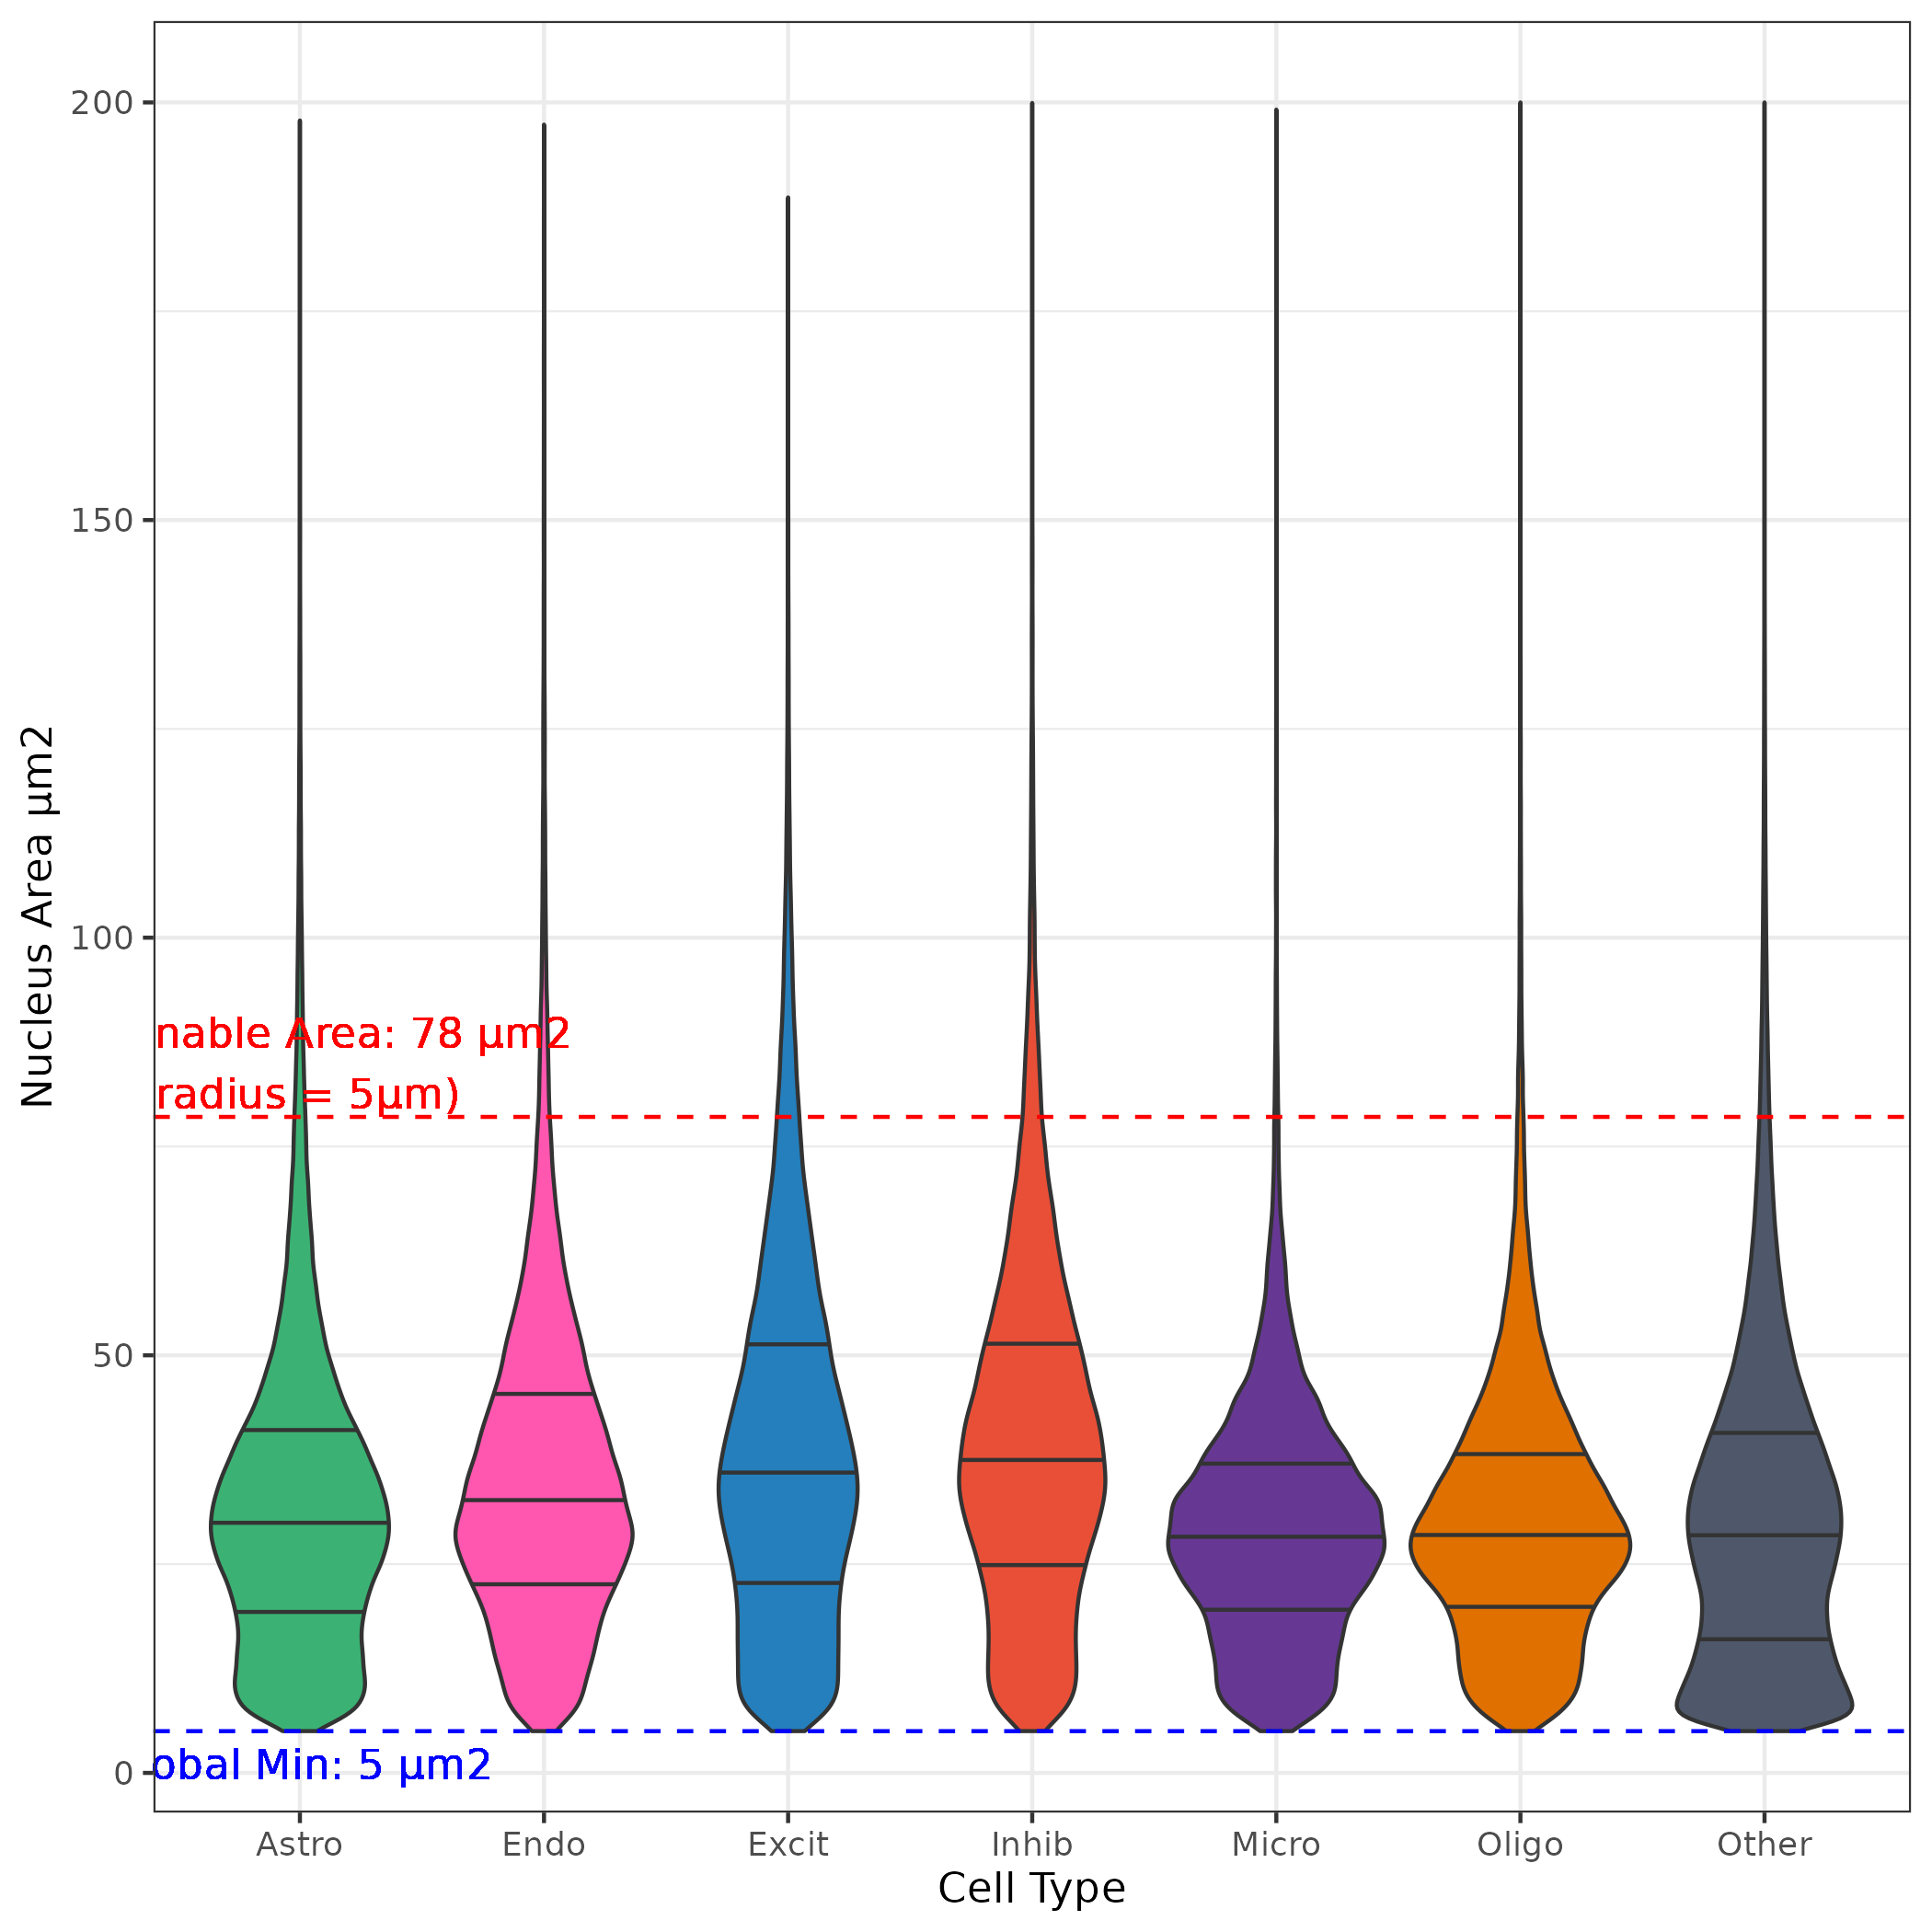 200
150
100
50
0
Nucleus Area µm2
nable Area: 78 µm2
radius = 5µm)
obal Min: 5 µm2
Astro Endo Excit Inhib Micro Oligo Other
Cell Type